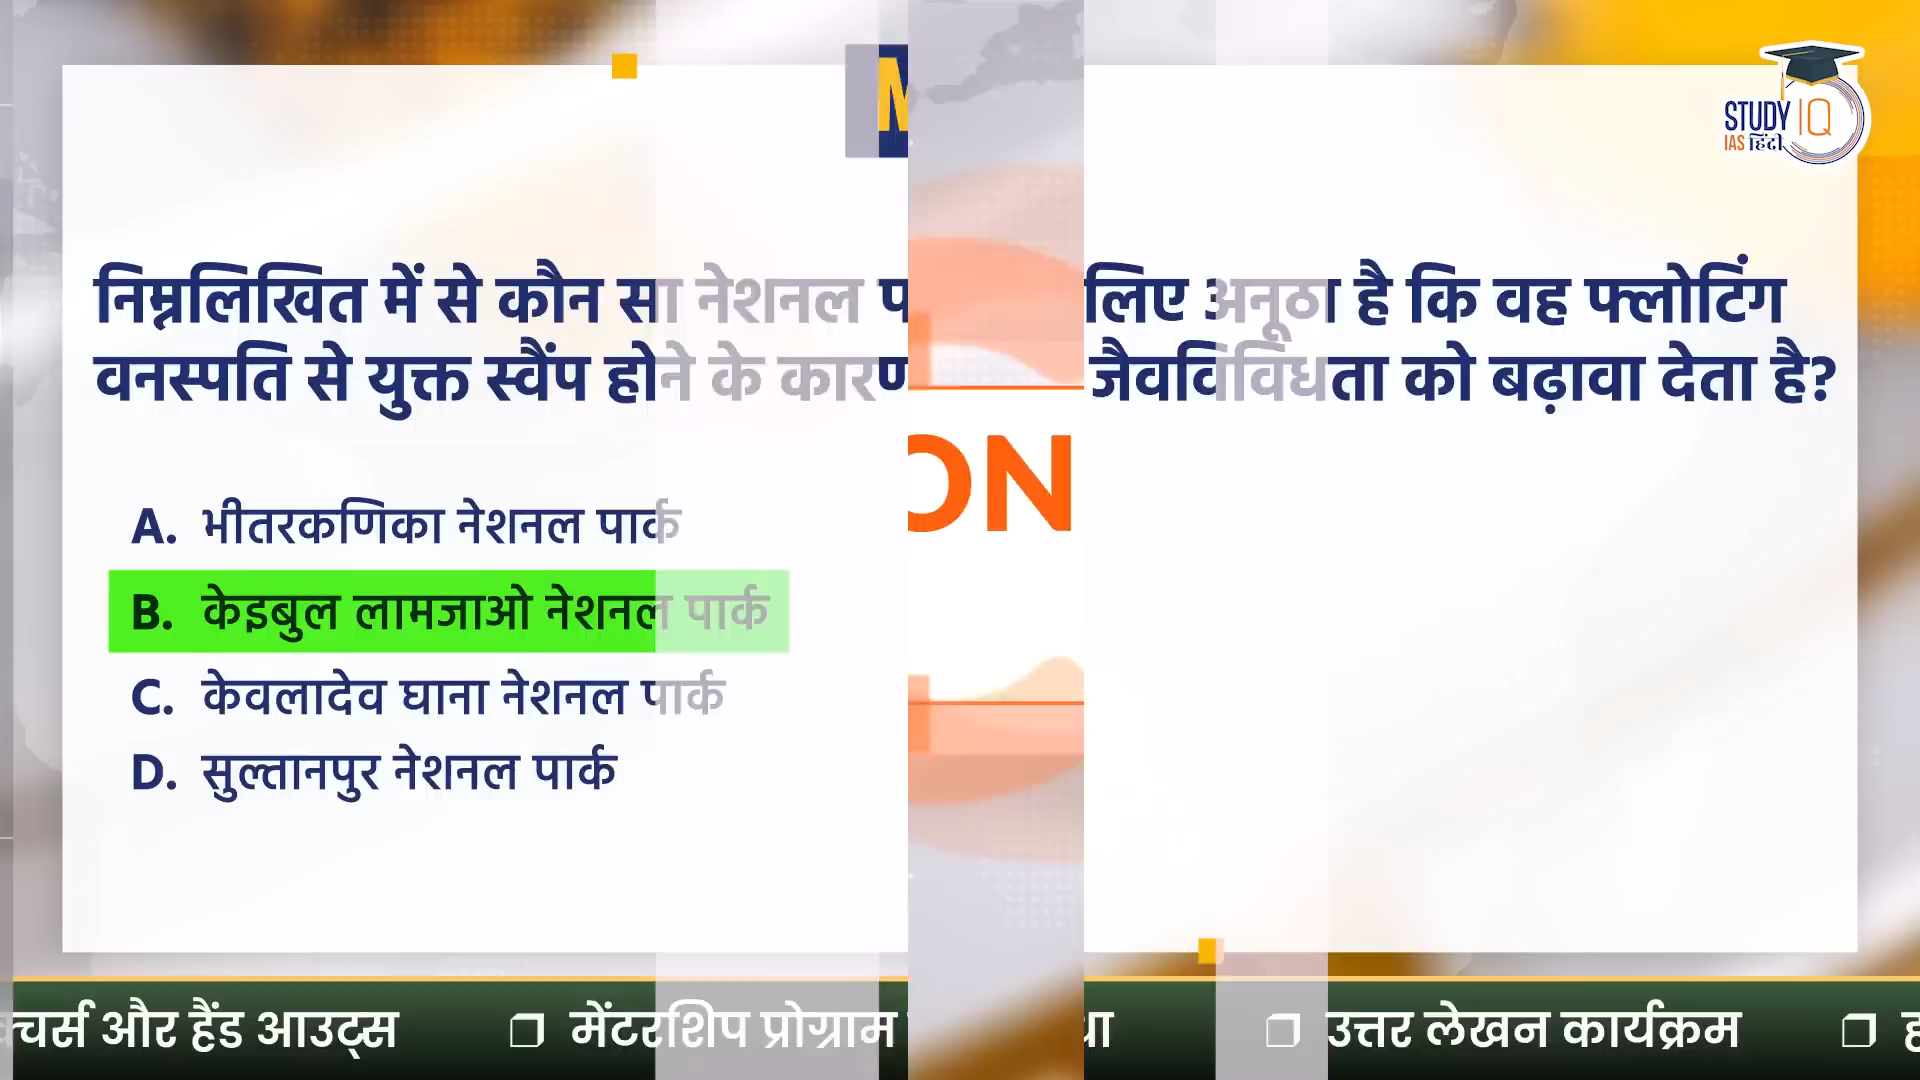 STUDY IQ
IAS हिंदी
निम्नलिखित में से कौन सा नेशनल लिए अनूठा है कि वह फ्लोटिंग
वनस्पति से युक्त स्वैंप होने के कारण जैवविविधता को बढ़ावा देता है?
ON
A. भीतरकणिका नेशनल पार्क
B. केइबुल लामजाओ नेशनल पार्क
C. केवलादेव घाना नेशनल पार्क
D. सुल्तानपुर नेशनल पार्क
और हैंड आउट्स ❐ मेंटरशिप प्रोग्राम ❐ उत्तर लेखन कार्यक्रम ❐